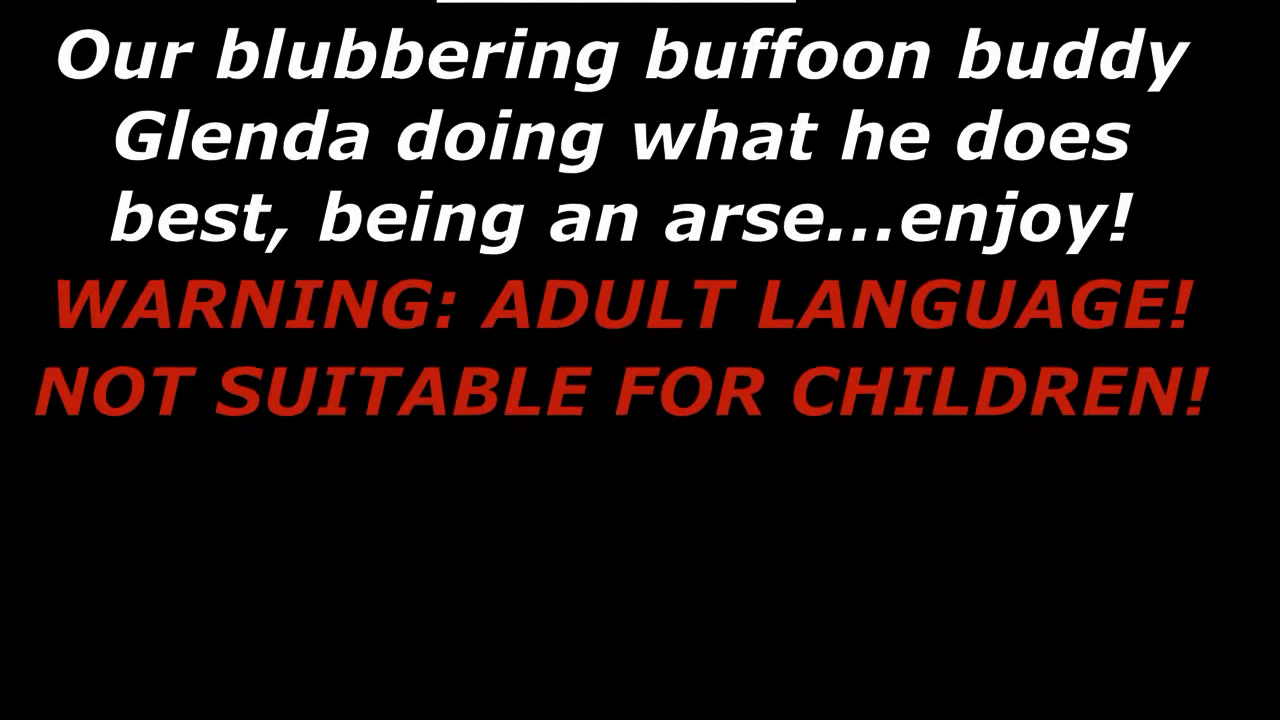 Our blubbering buffoon buddy
Glenda doing what he does
best, being an arse...enjoy!
WARNING: ADULT LANGUAGE!
NOT SUITABLE FOR CHILDREN!